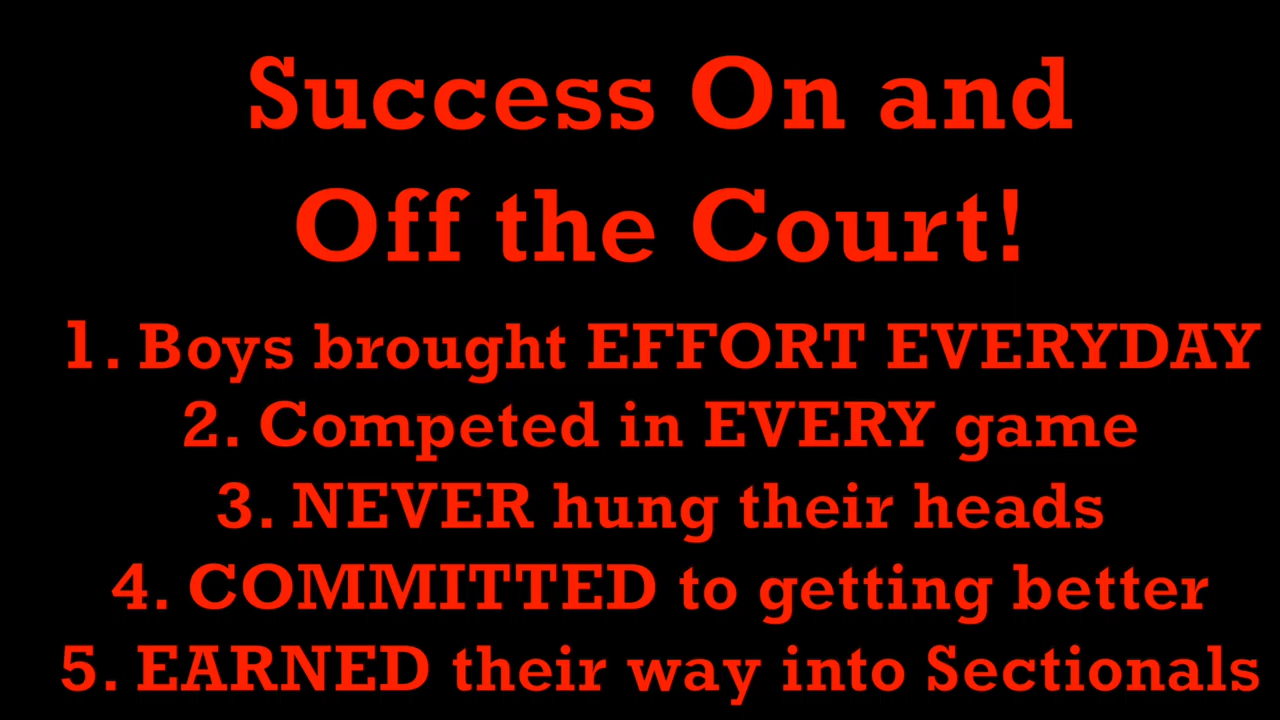 Success On and
Off the Court!
1. Boys brought EFFORT EVERYDAY
2. Competed in EVERY game
3. NEVER hung their heads
4. COMMITTED to getting better
5. EARNED their way into Sectionals